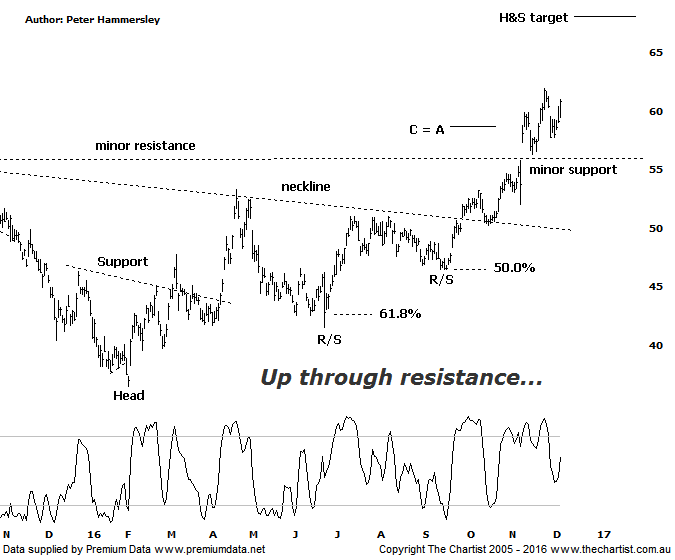 Author: Peter Hammersley
H&S target
65
60
C = A
minor resistance
55
minor support
neckline
50
Support
R/S
50.0%
45
61.8%
R/S
40
Head
Up through resistance...
N D 16 F M A M J J A S O N D 17
Data supplied by Premium Data www.premiumdata.net
Copyright The Chartist 2005 - 2016 www.thechartist.com.au